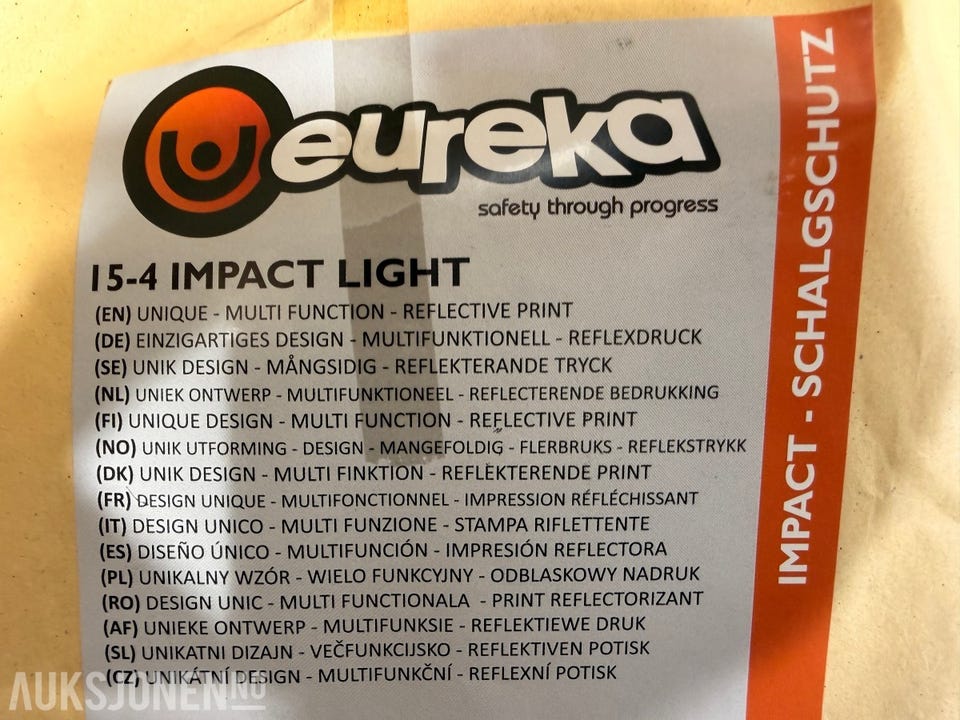 eureka
safety through progress
15-4 IMPACT LIGHT
(EN) UNIQUE - MULTI FUNCTION - REFLECTIVE PRINT
(DE) EINZIGARTIGES DESIGN - MULTIFUNKTIONELL - REFLEXDRUCK
(SE) UNIK DESIGN - MÅNGSIDIG - REFLEKTERANDE TRYCK
(NL) UNIEK ONTWERP - MULTIFUNKTIONEEL - REFLECTERENDE BEDRUKKING
(FI) UNIQUE DESIGN - MULTI FUNCTION - REFLECTIVE PRINT
(NO) UNIK UTFORMING - DESIGN - MANGEFOLDIG - FLERBRUKS - REFLEKSTRYKK
(DK) UNIK DESIGN - MULTI FINKTION - REFLEKTERENDE PRINT
(FR) DESIGN UNIQUE - MULTIFONCTIONNEL - IMPRESSION RÉFLÉCHISSANT
(IT) DESIGN UNICO - MULTI FUNZIONE - STAMPA RIFLETTENTE
(ES) DISEÑO ÚNICO - MULTIFUNCIÓN - IMPRESIÓN REFLECTORA
(PL) UNIKALNY WZÓR - WIELO FUNKCYJNY - ODBLASKOWY NADRUK
(RO) DESIGN UNIC - MULTI FUNCTIONALA - PRINT REFLECTORIZANT
(AF) UNIEKE ONTWERP - MULTIFUNKSIE - REFLEKTIEWE DRUK
(SL) UNIKATNI DIZAJN - VEČFUNKCIJSKO - REFLEKTIVEN POTISK
(CZ) UNIKÁTNÍ DESIGN - MULTIFUNKČNÍ - REFLEXNÍ POTISK
IMPACT - SCHALGSCHUTZ
AUKSJONEN.NO